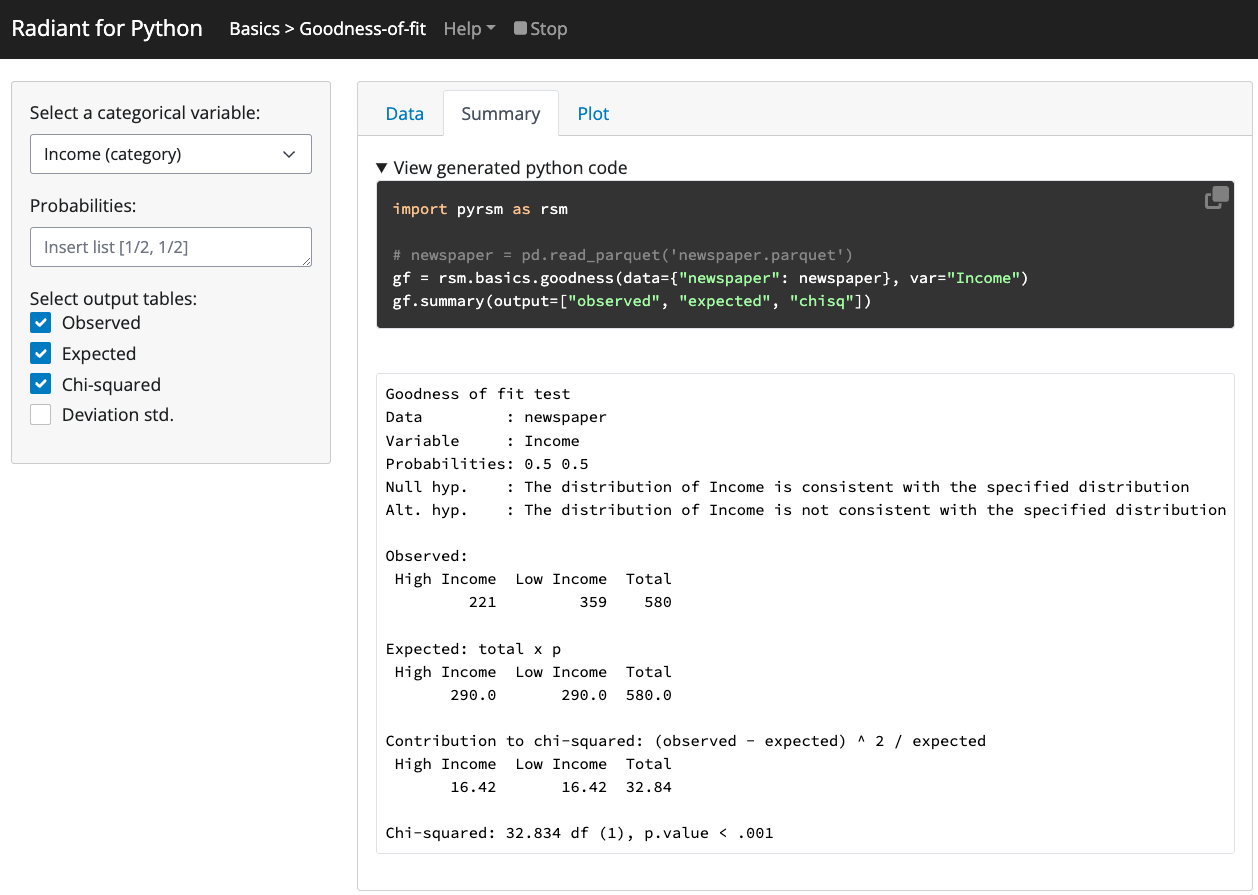 Radiant for Python Basics > Goodness-of-fit Help Stop
Select a categorical variable:
Income (category)
Probabilities:
Insert list [1/2, 1/2]
Select output tables:
Observed
Expected
Chi-squared
Deviation std.
Data Summary Plot
▼ View generated python code
import pyrsm as rsm
# newspaper = pd.read_parquet('newspaper.parquet')
gf = rsm.basics.goodness(data={"newspaper": newspaper}, var="Income")
gf.summary(output=["observed", "expected", "chisq"])
Goodness of fit test
Data         : newspaper
Variable     : Income
Probabilities: 0.5 0.5
Null hyp.    : The distribution of Income is consistent with the specified distribution
Alt. hyp.    : The distribution of Income is not consistent with the specified distribution
Observed:
 High Income  Low Income  Total
         221         359    580
Expected: total x p
 High Income  Low Income  Total
       290.0       290.0  580.0
Contribution to chi-squared: (observed - expected) ^ 2 / expected
 High Income  Low Income  Total
       16.42       16.42  32.84
Chi-squared: 32.834 df (1), p.value < .001